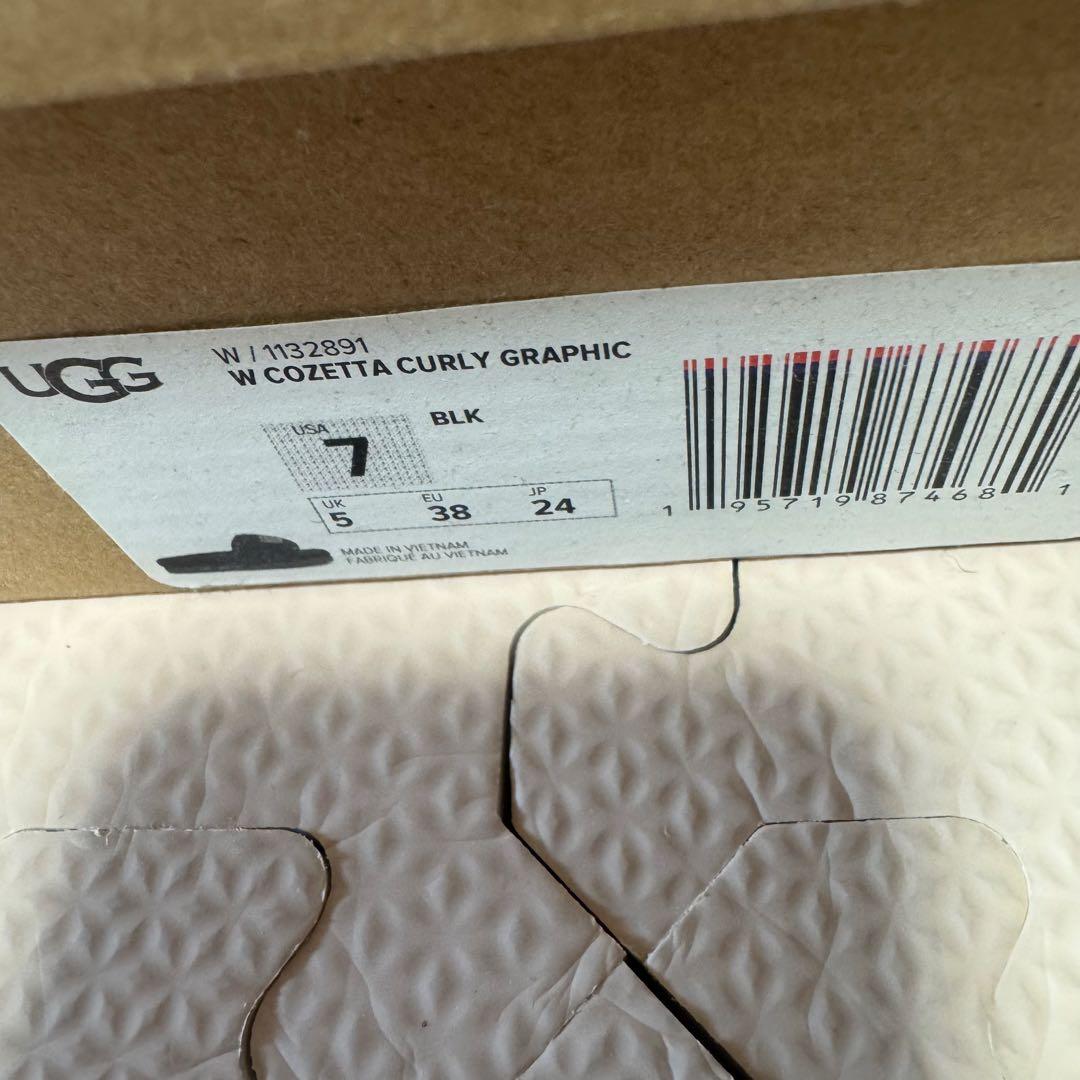 UGG
W / 1132891
W COZETTA CURLY GRAPHIC
BLK
USA
7
UK EU JP
5 38 24
MADE IN VIETNAM
FABRIQUÉ AU VIETNAM
1 95719 87468 1